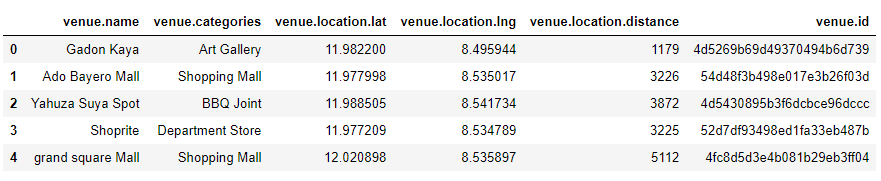 venue.name venue.categories venue.location.lat venue.location.lng venue.location.distance venue.id
0 Gadon Kaya Art Gallery 11.982200 8.495944 1179 4d5269b69d49370494b6d739
1 Ado Bayero Mall Shopping Mall 11.977998 8.535017 3226 54d48f3b498e017e3b26f03d
2 Yahuza Suya Spot BBQ Joint 11.988505 8.541734 3872 4d5430895b3f6dcbce96dccc
3 Shoprite Department Store 11.977209 8.534789 3225 52d7df93498ed1fa33eb487b
4 grand square Mall Shopping Mall 12.020898 8.535897 5112 4fc8d5d3e4b081b29eb3ff04